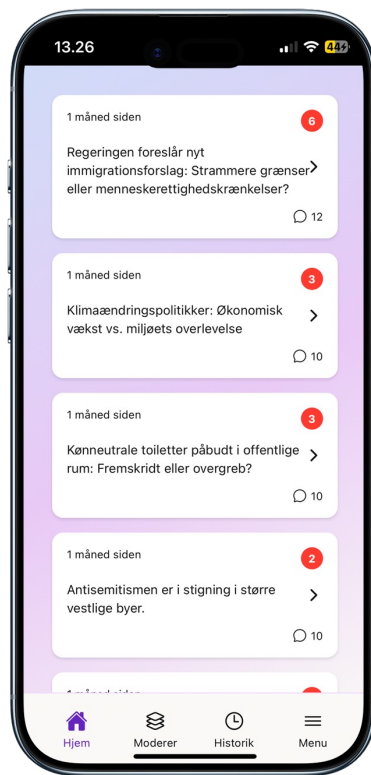 13.26
44
1 måned siden
6
Regeringen foreslår nyt
immigrationsforslag: Strammere grænser
eller menneskerettighedskrænkelser?
12
1 måned siden
3
Klimaændringspolitikker: Økonomisk
vækst vs. miljøets overlevelse
10
1 måned siden
3
Kønneutrale toiletter påbudt i offentlige
rum: Fremskridt eller overgreb?
10
1 måned siden
2
Antisemitismen er i stigning i større
vestlige byer.
10
Hjem
Moderer
Historik
Menu